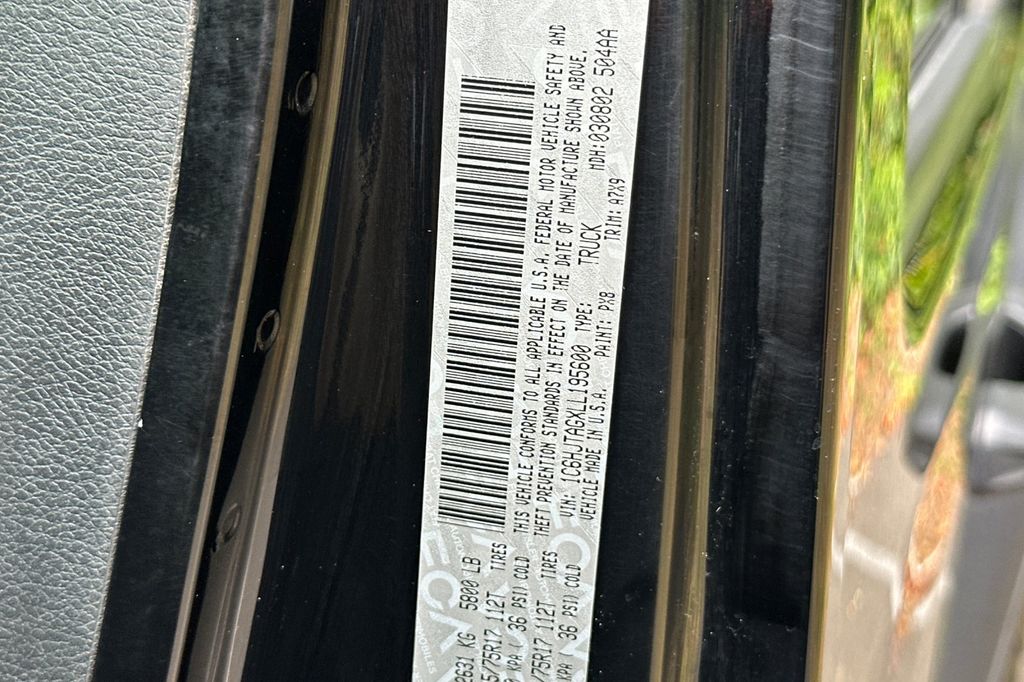 2631 KG 5800 LB
5/75R17 112T TIRES
KPA ( 36 PSI) COLD
/75R17 112T TIRES
KPA ( 36 PSI) COLD
THIS VEHICLE CONFORMS TO ALL APPLICABLE U.S.A. FEDERAL MOTOR VEHICLE SAFETY AND
THEFT PREVENTION STANDARDS IN EFFECT ON THE DATE OF MANUFACTURE SHOWN ABOVE.
VIN: 1C6HJTAGXLL195600 TYPE: TRUCK MDH:030802 504AA
VEHICLE MADE IN U.S.A. PAINT: PX8 TRIM: A7X9